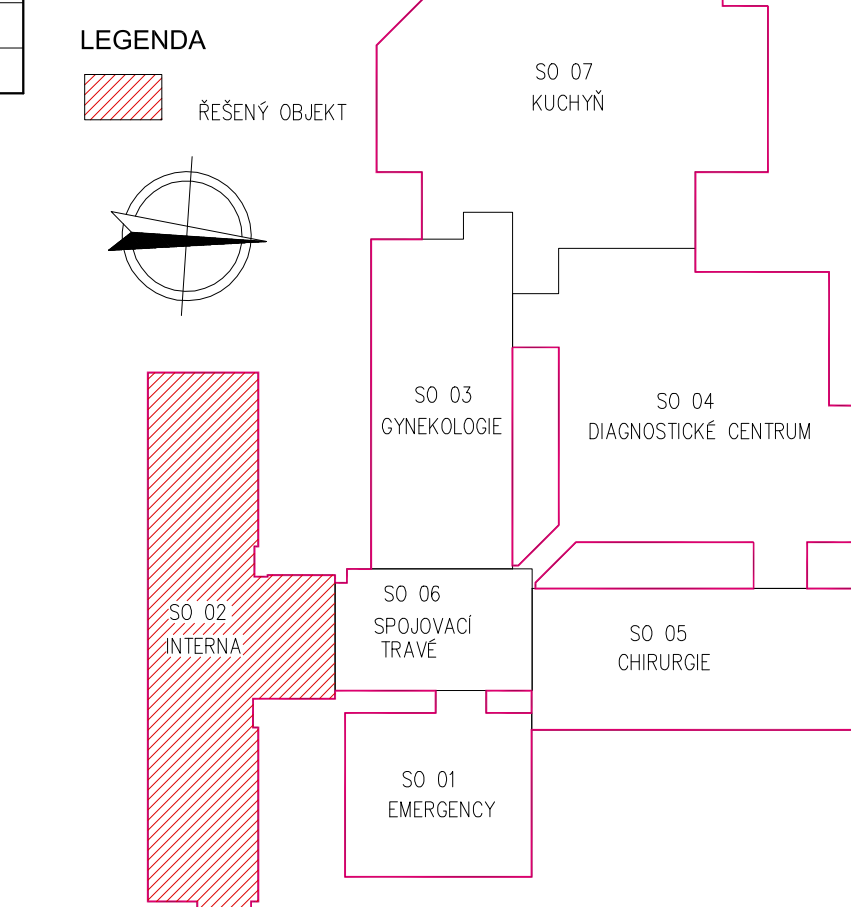 LEGENDA
ŘEŠENÝ OBJEKT
SO 07
KUCHYŇ
SO 03
GYNEKOLOGIE
SO 04
DIAGNOSTICKÉ CENTRUM
SO 02
INTERNA
SO 06
SPOJOVACÍ
TRAVÉ
SO 05
CHIRURGIE
SO 01
EMERGENCY